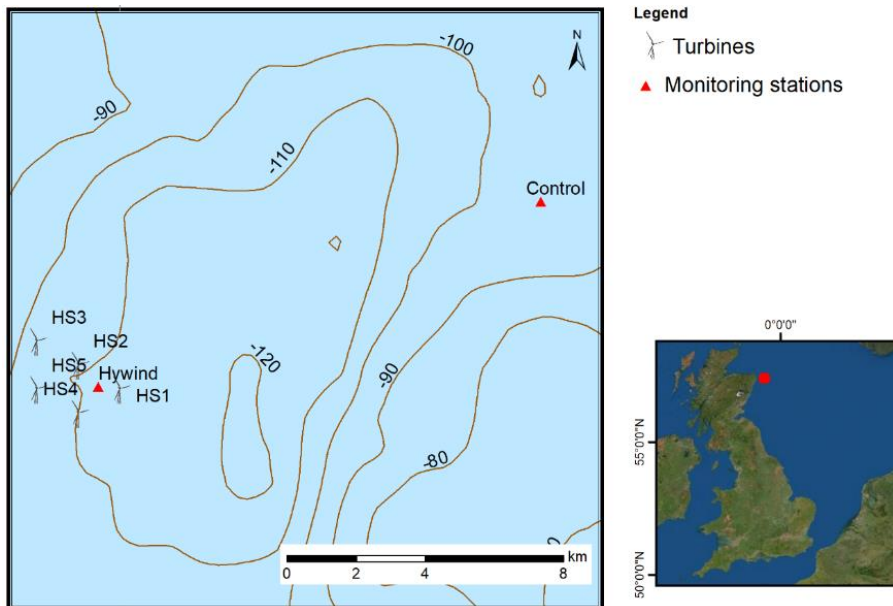 Legend
Turbines
Monitoring stations
-100
N
-90
-110
Control
HS3
HS2
HS5
Hywind
HS4
HS1
-120
-90
-80
km
0 2 4 8
0°0'0"
55°0'0"N
50°0'0"N